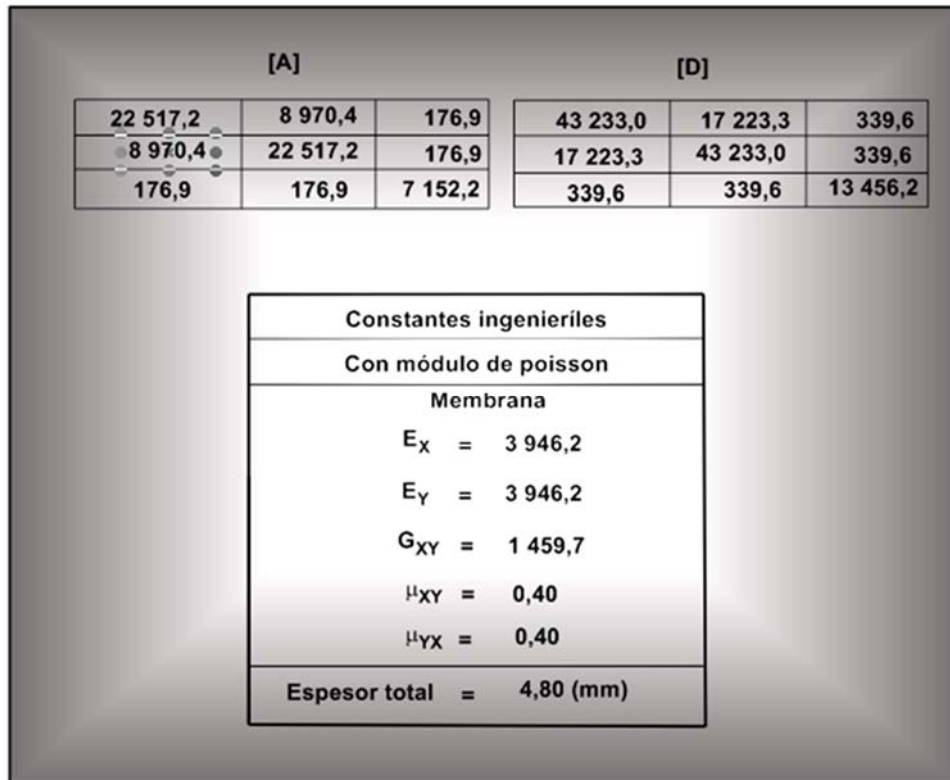 [A] [D]
22 517,2 8 970,4 176,9 43 233,0 17 223,3 339,6
8 970,4 22 517,2 176,9 17 223,3 43 233,0 339,6
176,9 176,9 7 152,2 339,6 339,6 13 456,2
Constantes ingenieríles
Con módulo de poisson
Membrana
EX = 3 946,2
EY = 3 946,2
GXY = 1 459,7
μXY = 0,40
μYX = 0,40
Espesor total = 4,80 (mm)